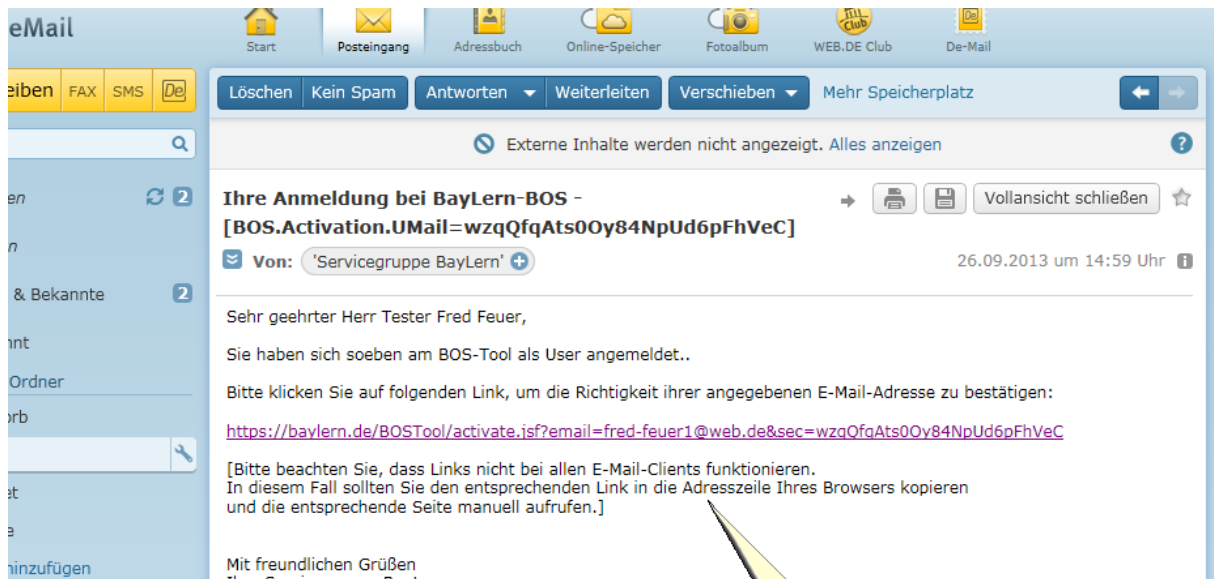 eMail
Start Posteingang Adressbuch Online-Speicher Fotoalbum WEB.DE Club De-Mail
FAX SMS De
Löschen Kein Spam Antworten Weiterleiten Verschieben Mehr Speicherplatz
Externe Inhalte werden nicht angezeigt. Alles anzeigen
2
Ihre Anmeldung bei BayLern-BOS -
[BOS.Activation.UMail=wzqQfqAts0Oy84NpUd6pFhVeC]
Vollansicht schließen
Von: 'Servicegruppe BayLern'
26.09.2013 um 14:59 Uhr
& Bekannte 2
Sehr geehrter Herr Tester Fred Feuer,
Sie haben sich soeben am BOS-Tool als User angemeldet..
Ordner
Bitte klicken Sie auf folgenden Link, um die Richtigkeit ihrer angegebenen E-Mail-Adresse zu bestätigen:
https://baylern.de/BOSTool/activate.jsf?email=fred-feuer1@web.de&sec=wzqQfqAts0Oy84NpUd6pFhVeC
[Bitte beachten Sie, dass Links nicht bei allen E-Mail-Clients funktionieren.
In diesem Fall sollten Sie den entsprechenden Link in die Adresszeile Ihres Browsers kopieren
und die entsprechende Seite manuell aufrufen.]
Mit freundlichen Grüßen
hinzufügen